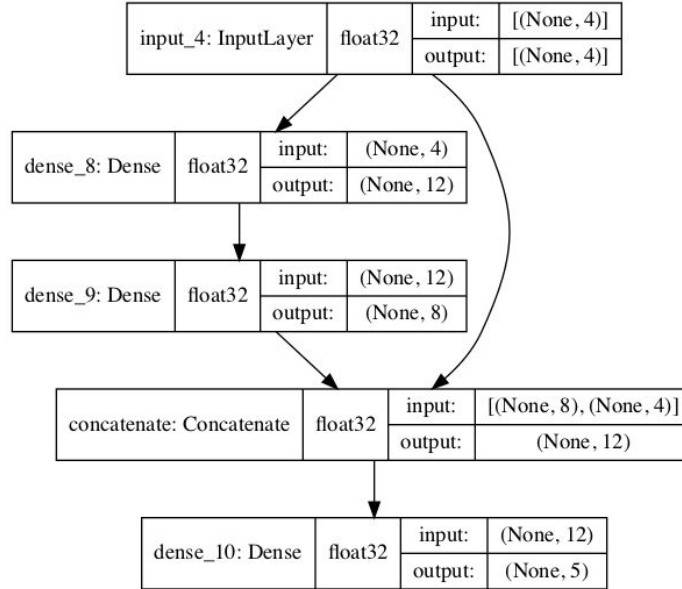 input_4: InputLayer float32 input: [(None, 4)]
output: [(None, 4)]
dense_8: Dense float32 input: (None, 4)
output: (None, 12)
dense_9: Dense float32 input: (None, 12)
output: (None, 8)
concatenate: Concatenate float32 input: [(None, 8), (None, 4)]
output: (None, 12)
dense_10: Dense float32 input: (None, 12)
output: (None, 5)